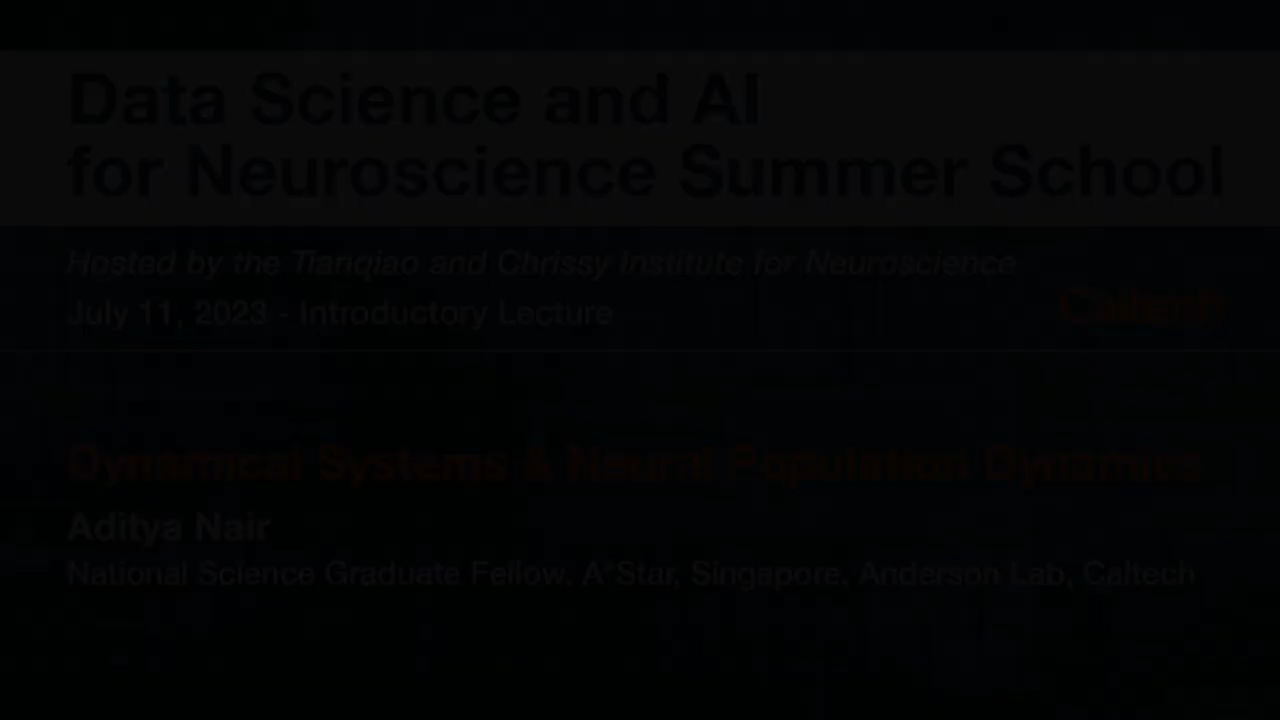 Data Science and AI
for Neuroscience Summer School
Hosted by the Tianqiao and Chrissy Institute for Neuroscience
July 11, 2023 - Introductory Lecture
Caltech
Dynamical Systems & Neural Population Dynamics
Aditya Nair
National Science Graduate Fellow, A*Star, Singapore, Anderson Lab, Caltech